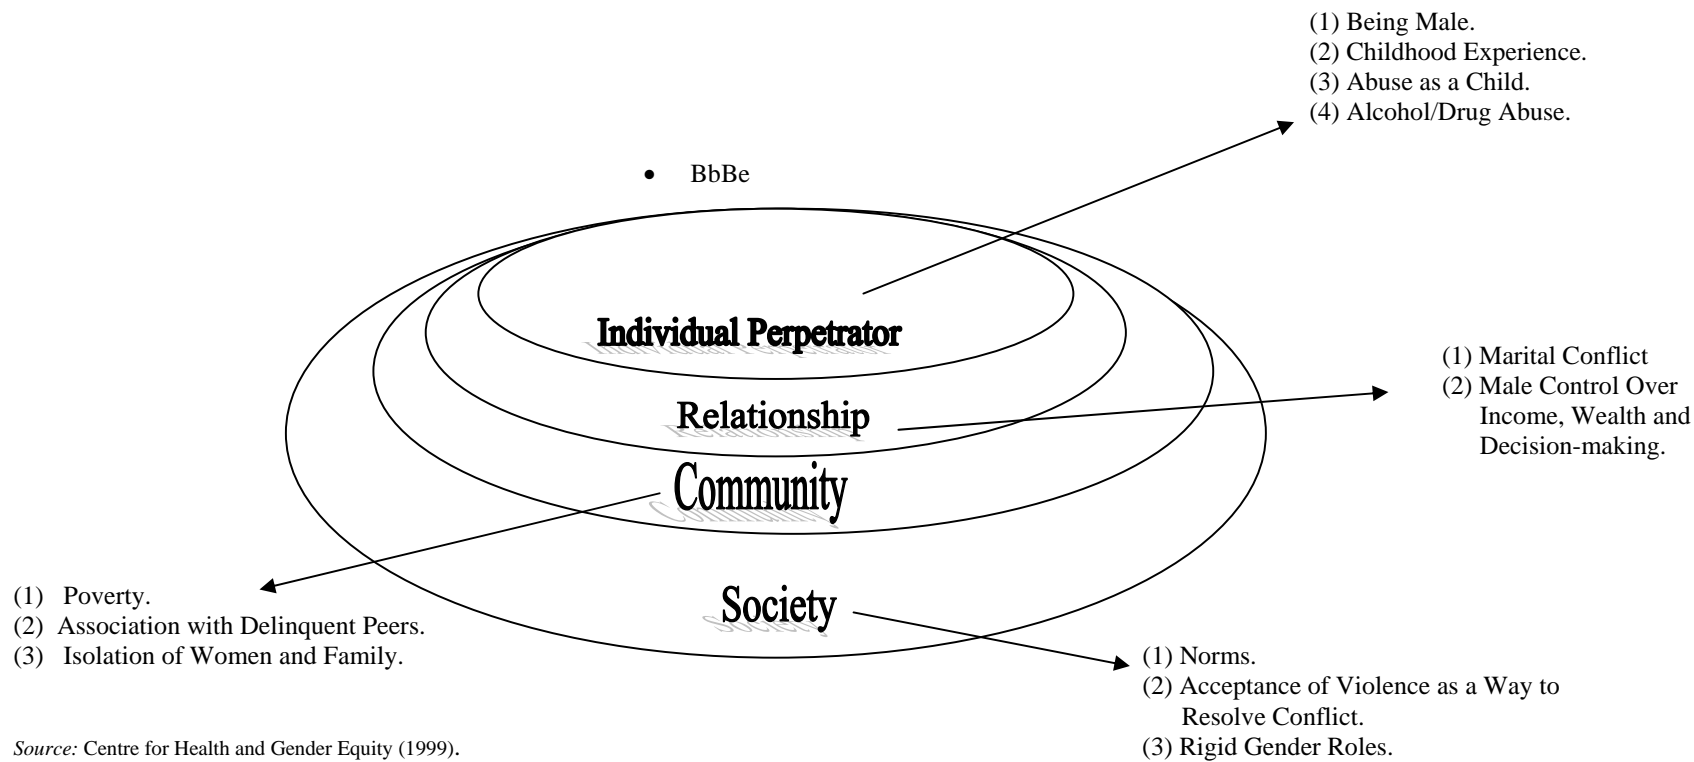 (1) Being Male.
(2) Childhood Experience.
(3) Abuse as a Child.
(4) Alcohol/Drug Abuse.
• BbBe
Individual Perpetrator
(1) Marital Conflict
(2) Male Control Over
Income, Wealth and
Decision-making.
Relationship
Community
(1) Poverty.
(2) Association with Delinquent Peers.
(3) Isolation of Women and Family.
Society
(1) Norms.
(2) Acceptance of Violence as a Way to
Resolve Conflict.
(3) Rigid Gender Roles.
Source: Centre for Health and Gender Equity (1999).